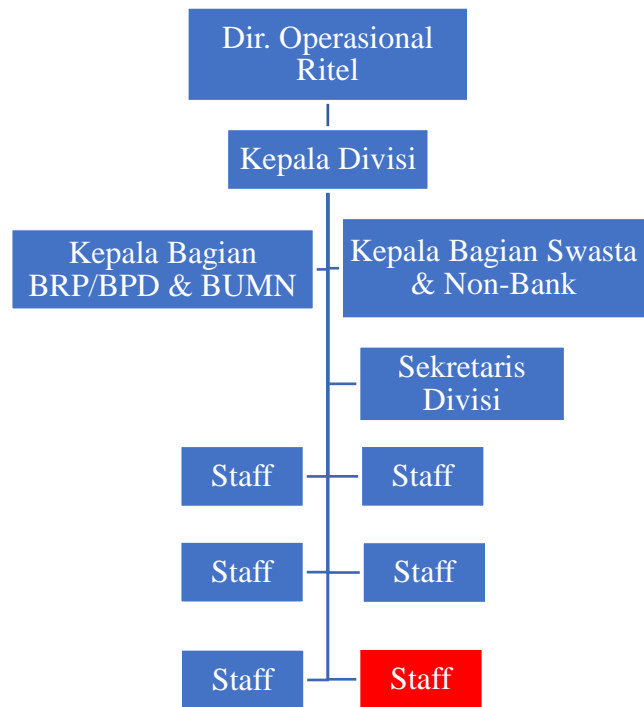 Dir. Operasional
Ritel
Kepala Divisi
Kepala Bagian
BRP/BPD & BUMN
Kepala Bagian Swasta
& Non-Bank
Sekretaris
Divisi
Staff
Staff
Staff
Staff
Staff
Staff